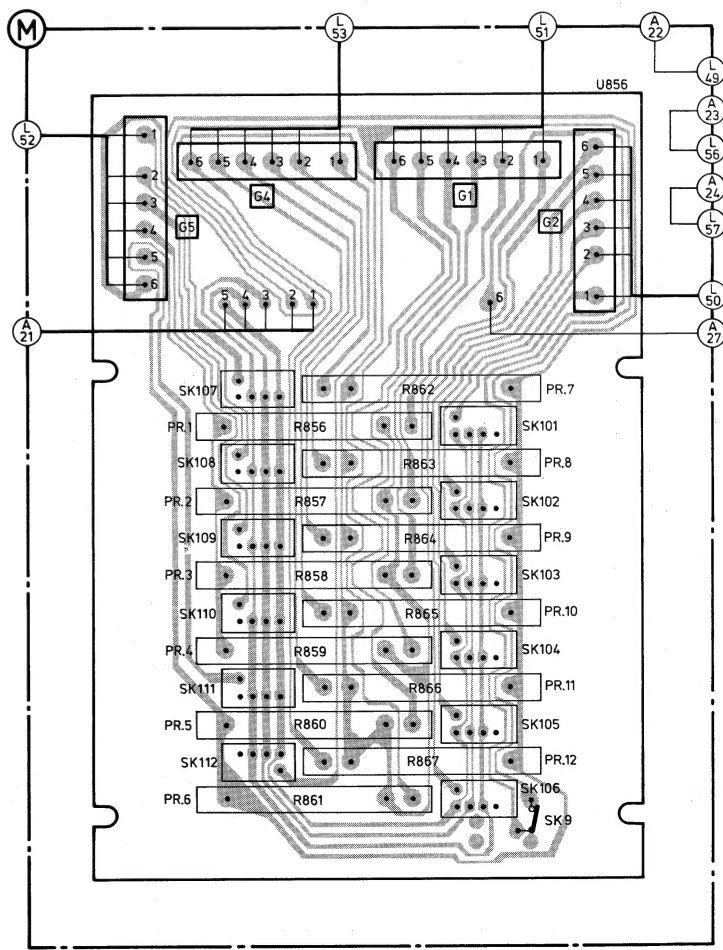 M
L 53
L 51
A 22
L 49
U856
A 23
L 52
L 56
A 24
L 57
1
2
3
4
5
6
6 5 4 3 2 1
6 5 4 3 2 1
6
5
4
3
2
1
G4
G1
G5
G2
5 4 3 2 1
6
L 50
A 21
A 27
SK107 R862 PR.7
PR.1 R856 SK101
SK108 R863 PR.8
PR.2 R857 SK102
SK109 R864 PR.9
PR.3 R858 SK103
SK110 R865 PR.10
PR.4 R859 SK104
SK111 R866 PR.11
PR.5 R860 SK105
SK112 R867 PR.12
PR.6 R861 SK106
SK9